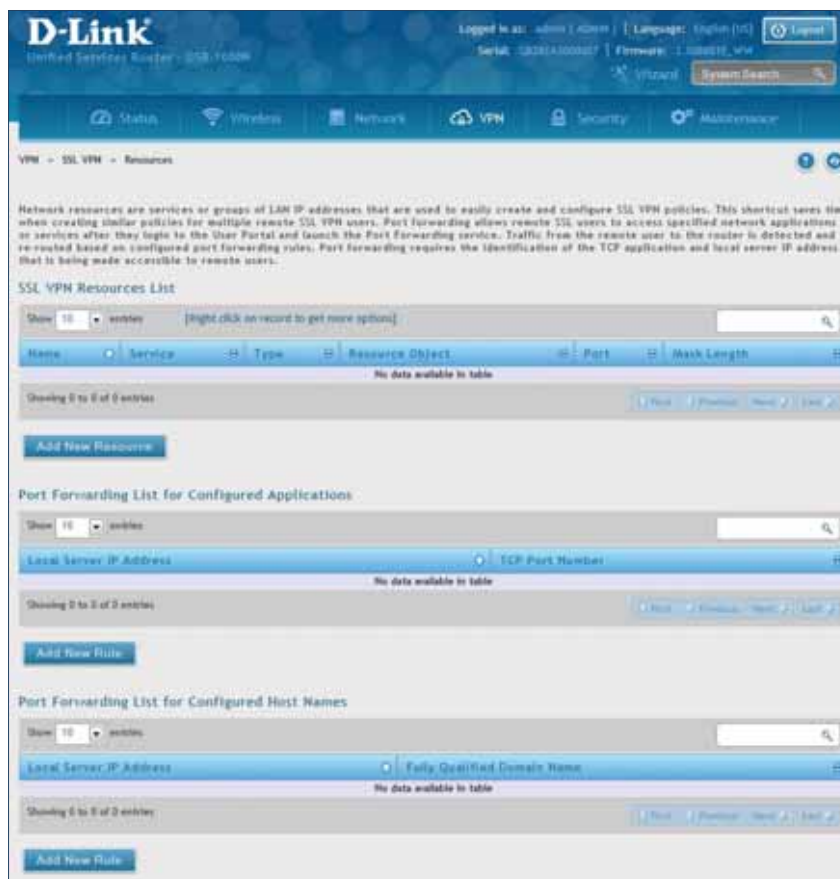 D-Link
Logged in as: admin ( ADMIN ) | Language: English (US)
Logout
Unified Services Router - DSR-1000N
Serial: | Firmware:
Wizard
System Search
Status
Wireless
Network
VPN
Security
Maintenance
VPN » SSL VPN » Resources
Network resources are services or groups of LAN IP addresses that are used to easily create and configure SSL VPN policies. This shortcut saves
when creating similar policies for multiple remote SSL VPN users. Port forwarding allows remote SSL users to access specified network applications
or services after they login to the User Portal and launch the Port Forwarding service. Traffic from the remote user to the router is detected and
re-routed based on configured port forwarding rules. Port forwarding requires the identification of the TCP application and local server IP address
that is being made accessible to remote users.
SSL VPN Resources List
Show 10 entries
[Right click on record to get more options]
Name
Service
Type
Resource Object
Port
Mask Length
No data available in table
Showing 0 to 0 of 0 entries
First
Previous
Next
Last
Add New Resource
Port Forwarding List for Configured Applications
Show 10 entries
Local Server IP Address
TCP Port Number
No data available in table
Showing 0 to 0 of 0 entries
First
Previous
Next
Last
Add New Rule
Port Forwarding List for Configured Host Names
Show 10 entries
Local Server IP Address
Fully Qualified Domain Name
No data available in table
Showing 0 to 0 of 0 entries
First
Previous
Next
Last
Add New Rule